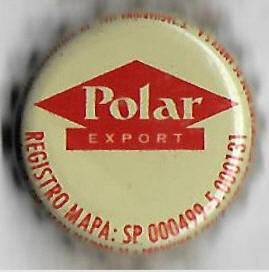 Polar
EXPORT
REGISTRO MAPA: SP 000499-5.000131